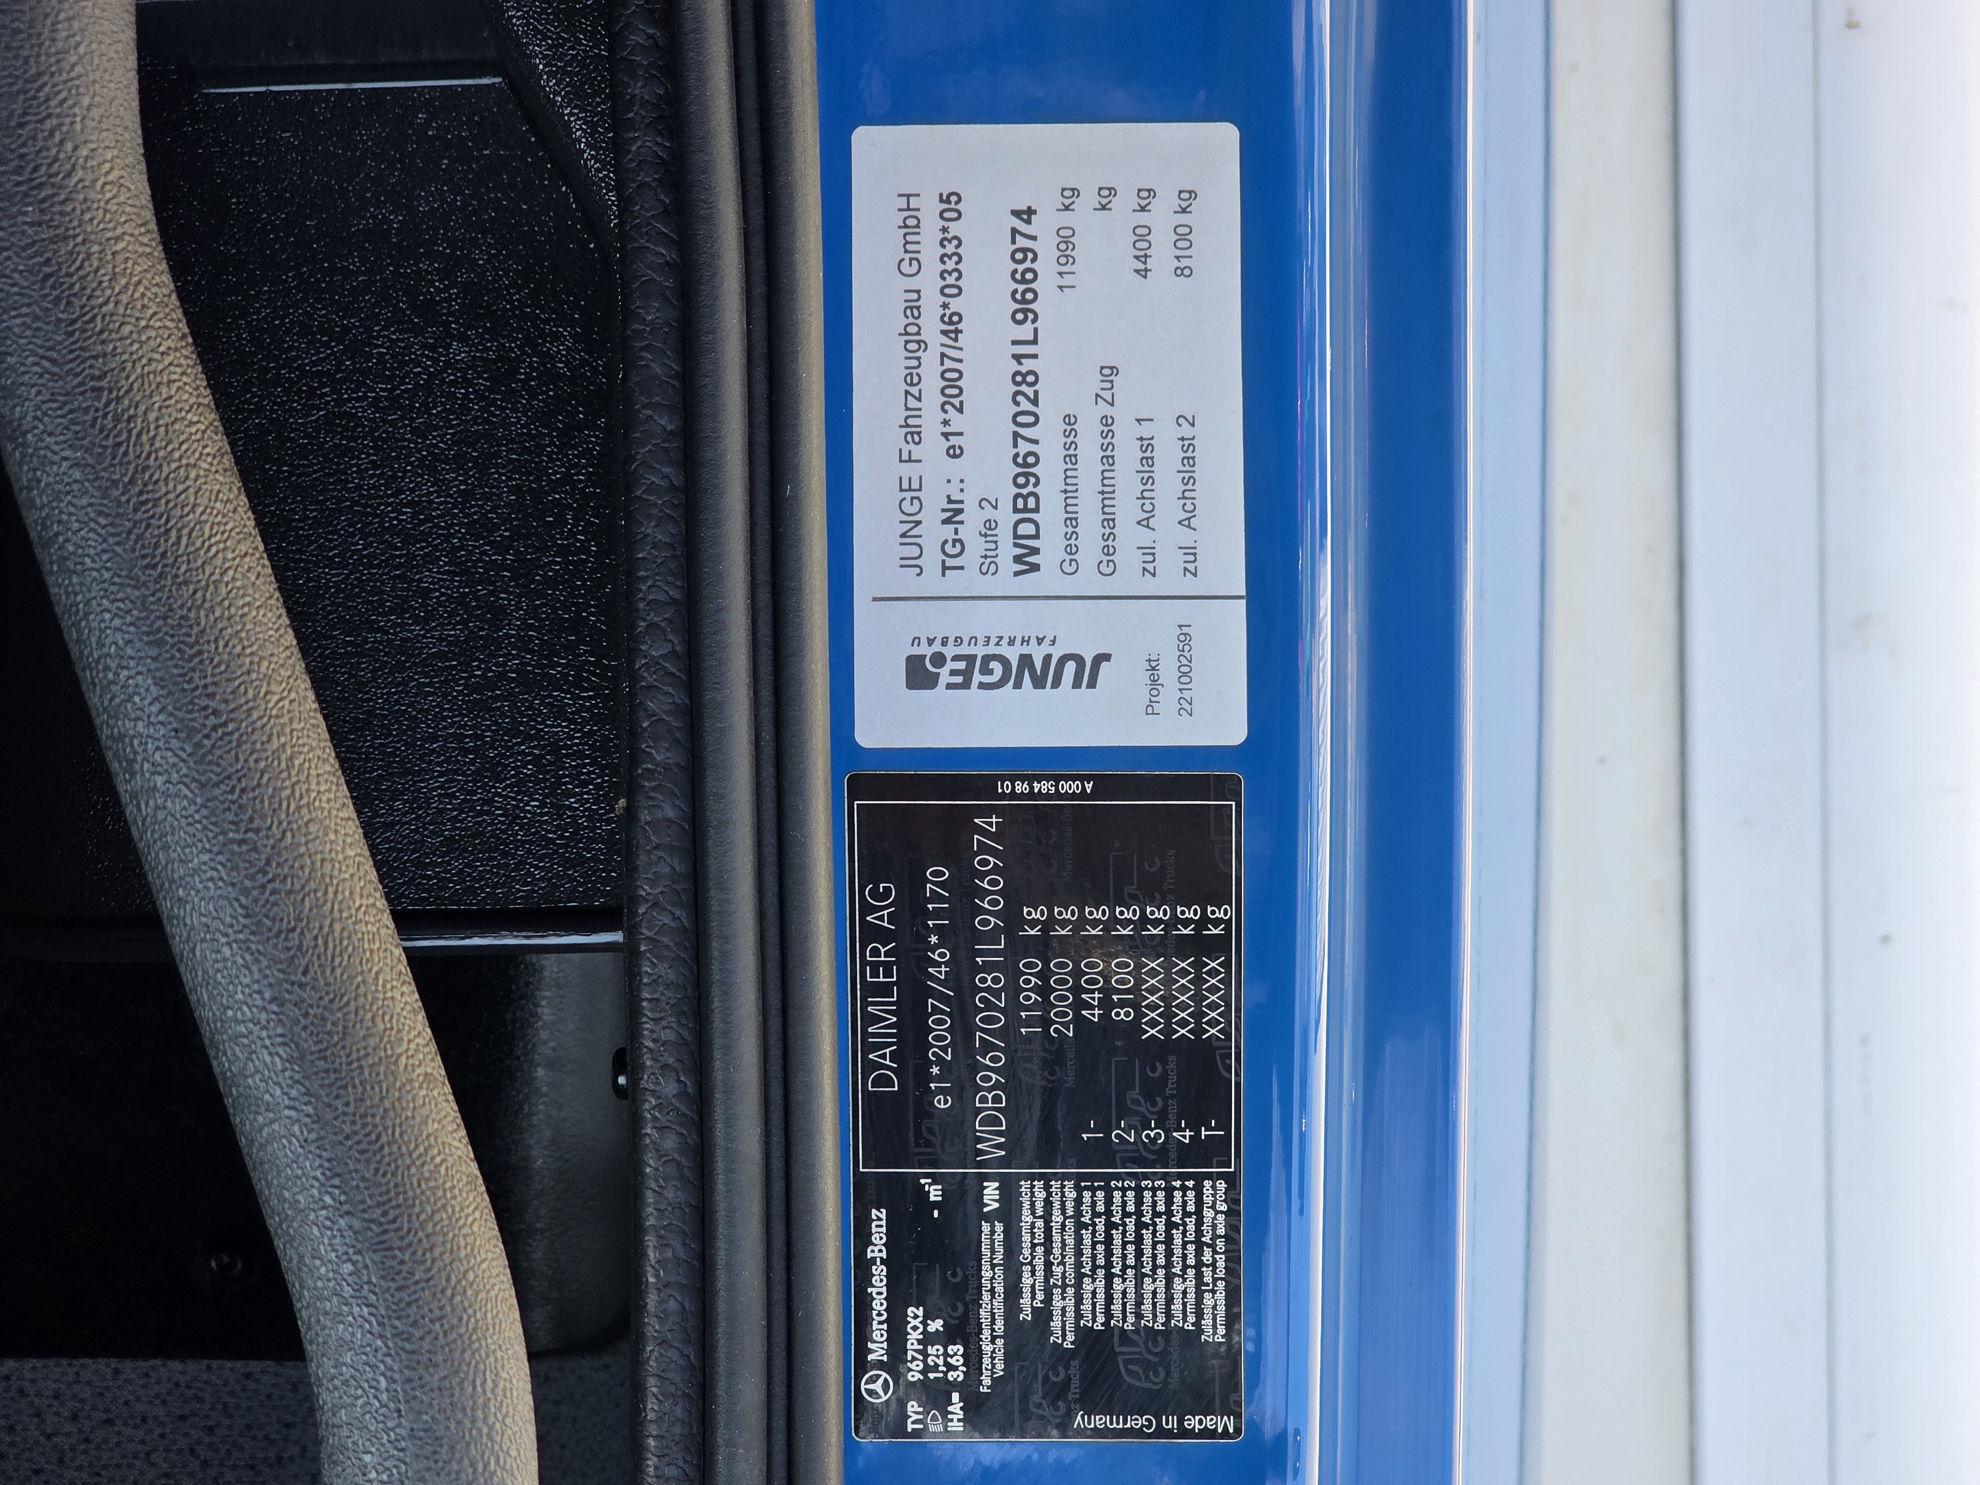 JUNGE
FAHRZEUGBAU
Projekt:
2210025591
JUNGE Fahrzeugbau GmbH
TG-Nr.: e1*2007/46*0333*05
Stufe 2
WDB9670281L966974
Gesamtmasse 11990 kg
Gesamtmasse Zug kg
zul. Achslast 1 4400 kg
zul. Achslast 2 8100 kg
Mercedes-Benz DAIMLER AG
TYP 967PKX2
1,25 % - m-1 e1*2007/46*1170
IHA= 3,63
Fahrzeugidentifizierungsnummer
Vehicle Identification Number VIN WDB9670281L966974
Zulässiges Gesamtgewicht
Permissible total weight 11990 kg
Zulässiges Zug-Gesamtgewicht
Permissible combination weight 20000 kg
Zulässige Achslast, Achse 1
Permissible axle load, axle 1 1- 4400 kg
Zulässige Achslast, Achse 2
Permissible axle load, axle 2 2- 8100 kg
Zulässige Achslast, Achse 3
Permissible axle load, axle 3 3- XXXXX kg
Zulässige Achslast, Achse 4
Permissible axle load, axle 4 4- XXXXX kg
Zulässige Last der Achsgruppe
Permissible load on axle group T- XXXXX kg
Made in Germany
A 000 584 98 01